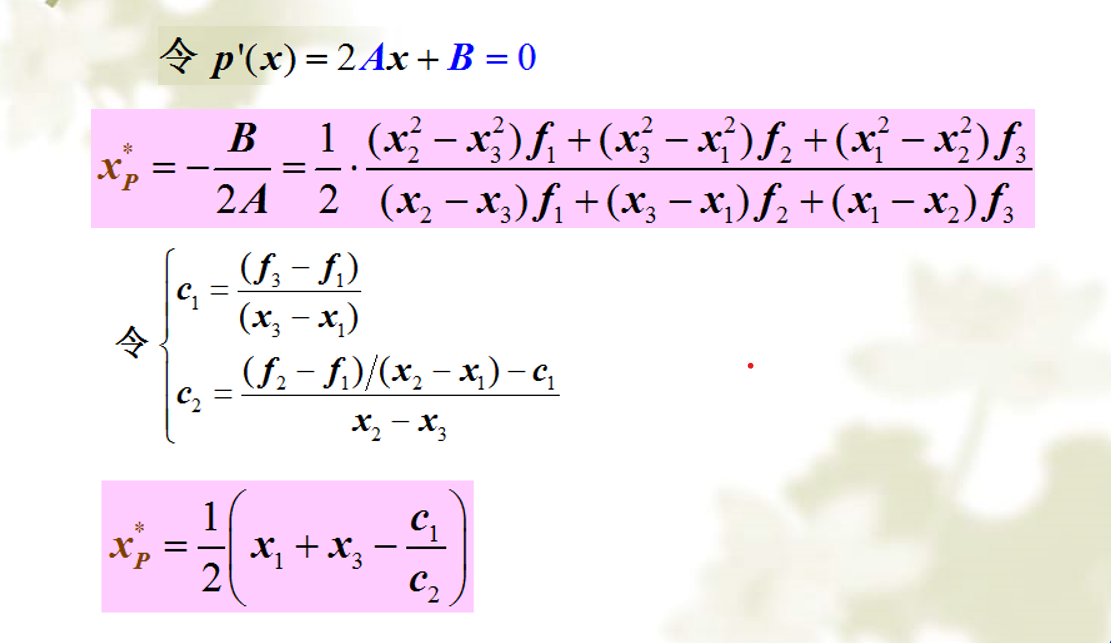 令 p'(x) = 2Ax + B = 0
x_P^* = -\frac{B}{2A} = \frac{1}{2} \cdot \frac{(x_2^2 - x_3^2)f_1 + (x_3^2 - x_1^2)f_2 + (x_1^2 - x_2^2)f_3}{(x_2 - x_3)f_1 + (x_3 - x_1)f_2 + (x_1 - x_2)f_3}
令 \begin{cases} c_1 = \frac{(f_3 - f_1)}{(x_3 - x_1)} \\ c_2 = \frac{(f_2 - f_1)/(x_2 - x_1) - c_1}{x_2 - x_3} \end{cases}
x_P^* = \frac{1}{2}\left( x_1 + x_3 - \frac{c_1}{c_2} \right)